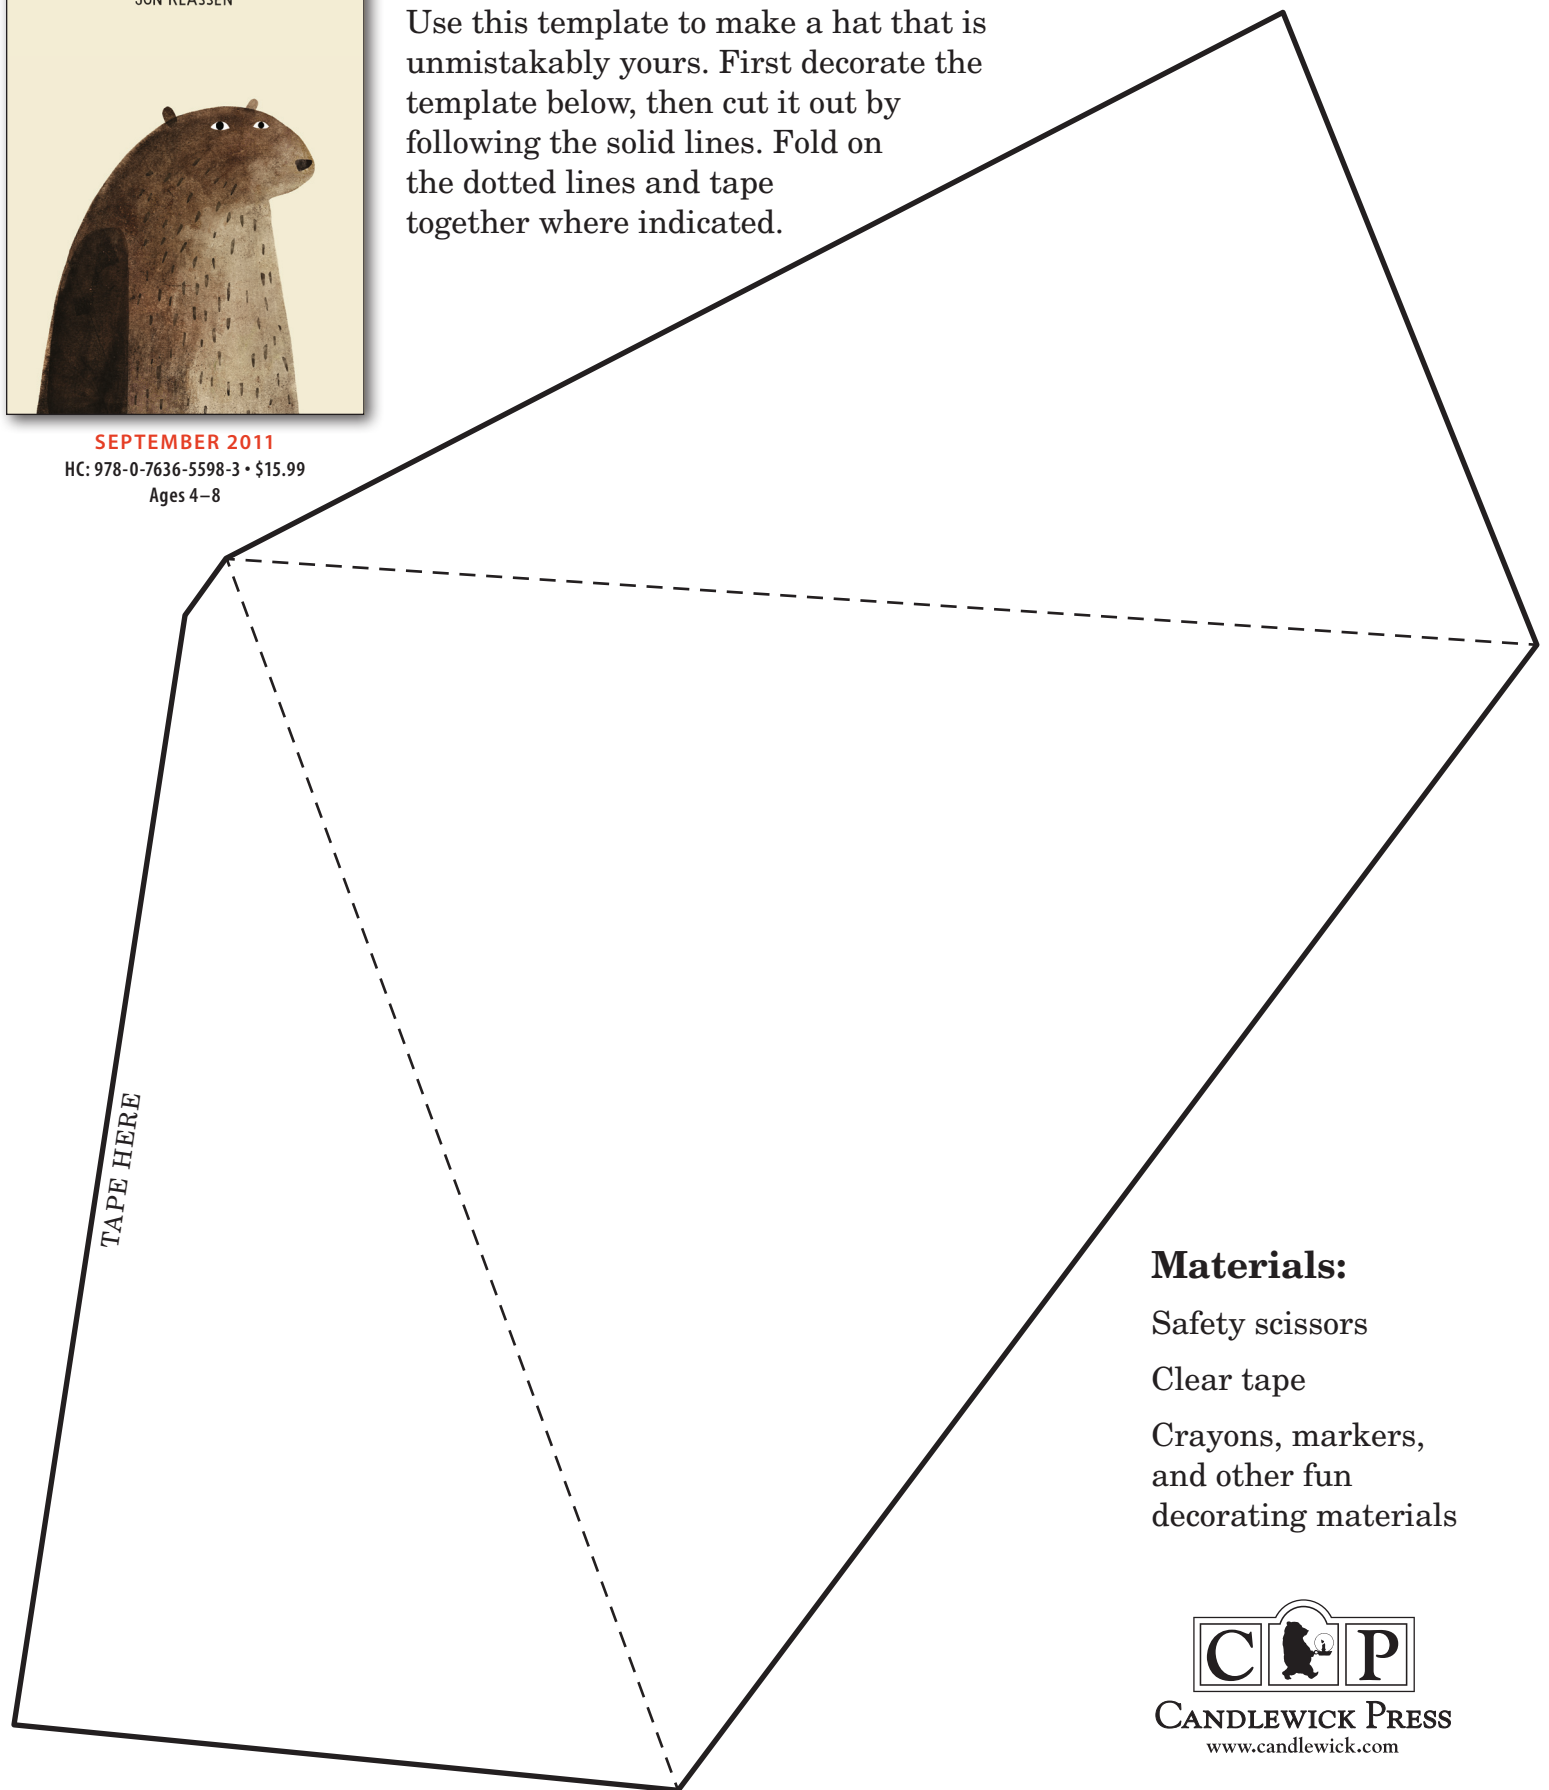 JON KLASSEN
Use this template to make a hat that is
unmistakably yours. First decorate the
template below, then cut it out by
following the solid lines. Fold on
the dotted lines and tape
together where indicated.
SEPTEMBER 2011
HC: 978-0-7636-5598-3 • $15.99
Ages 4–8
TAPE HERE
Materials:
Safety scissors
Clear tape
Crayons, markers,
and other fun
decorating materials
C P
CANDLEWICK PRESS
www.candlewick.com